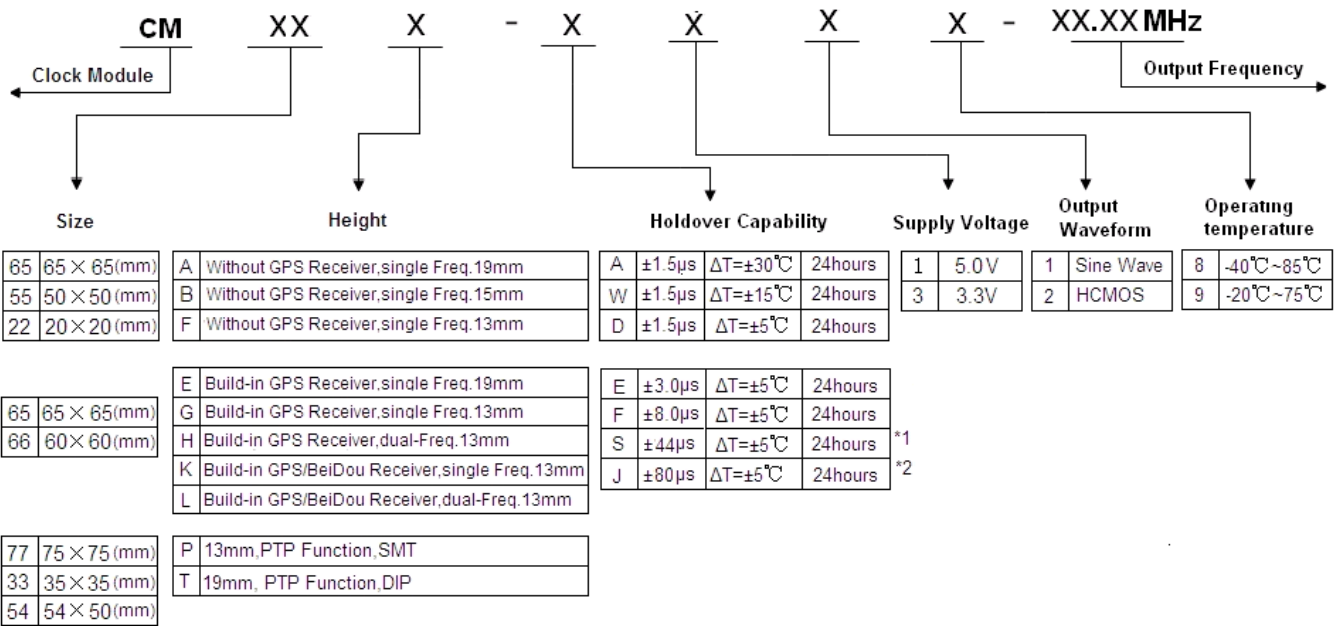 CM XX X - X X X X - XX.XX MHz
Clock Module
Output Frequency
Size
Height
Holdover Capability
Supply Voltage
Output
Waveform
Operating
temperature
65 65×65(mm)
55 50×50(mm)
22 20×20(mm)
A Without GPS Receiver,single Freq.19mm
B Without GPS Receiver,single Freq.15mm
F Without GPS Receiver,single Freq.13mm
A ±1.5µs ΔT=±30℃ 24hours
W ±1.5µs ΔT=±15℃ 24hours
D ±1.5µs ΔT=±5℃ 24hours
1 5.0V
3 3.3V
1 Sine Wave
2 HCMOS
8 -40℃~85℃
9 -20℃~75℃
65 65×65(mm)
66 60×60(mm)
E Build-in GPS Receiver,single Freq.19mm
G Build-in GPS Receiver,single Freq.13mm
H Build-in GPS Receiver,dual-Freq.13mm
K Build-in GPS/BeiDou Receiver,single Freq.13mm
L Build-in GPS/BeiDou Receiver,dual-Freq.13mm
E ±3.0µs ΔT=±5℃ 24hours
F ±8.0µs ΔT=±5℃ 24hours
S ±44µs ΔT=±5℃ 24hours *1
J ±80µs ΔT=±5℃ 24hours *2
77 75×75(mm)
33 35×35(mm)
54 54×50(mm)
P 13mm,PTP Function,SMT
T 19mm, PTP Function,DIP